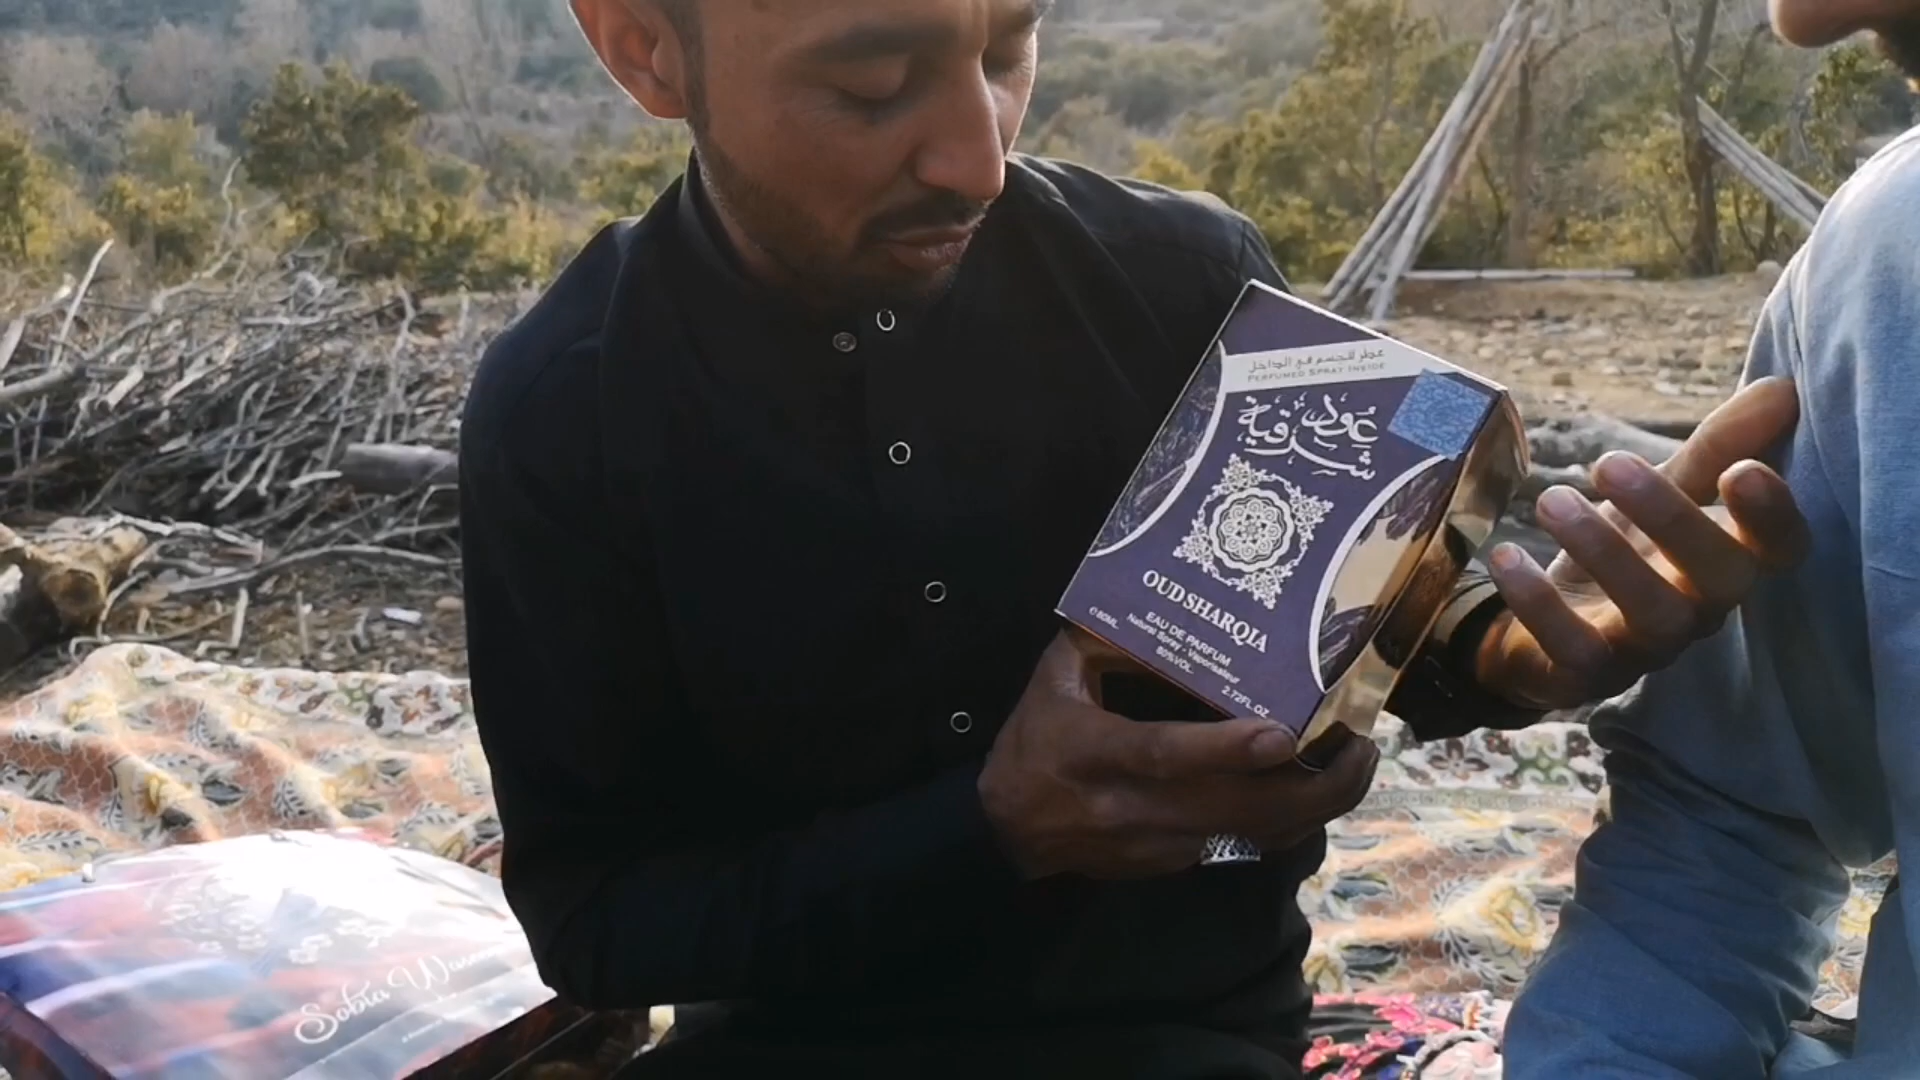 عطر للجسم في الداخل
PERFUMED SPRAY INSIDE
عود
شرقية
OUD SHARQIA
EAU DE PARFUM
Natural Spray - Vaporisateur
80%VOL.
℮80ML
2.72FL.OZ
Sobia